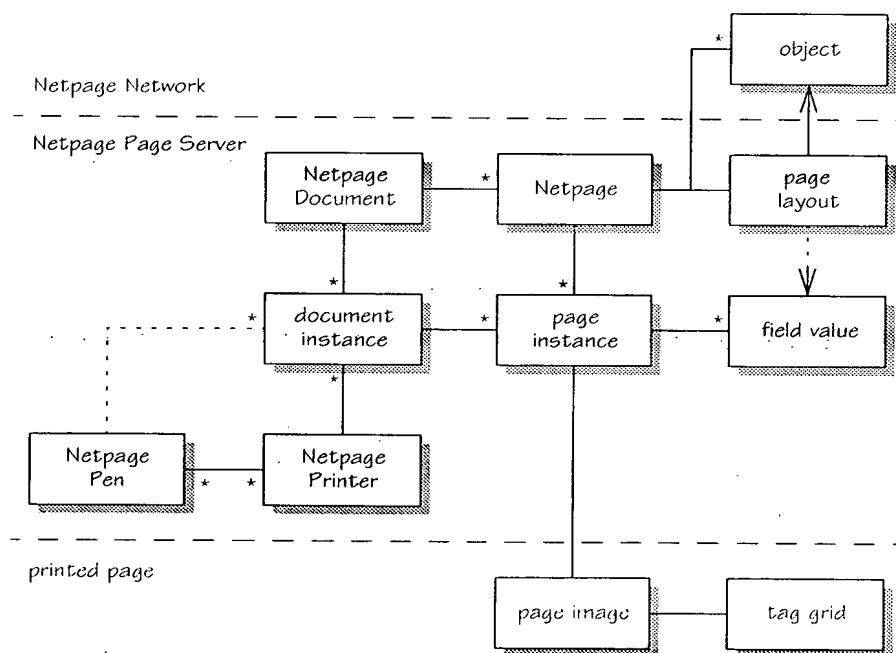 object
*
Netpage Network
Netpage Page Server
Netpage
Document
*
Netpage
page
layout
*
*
*
document
instance
*
page
instance
*
field value
*
Netpage
Pen
*
*
Netpage
Printer
printed page
page image
tag grid